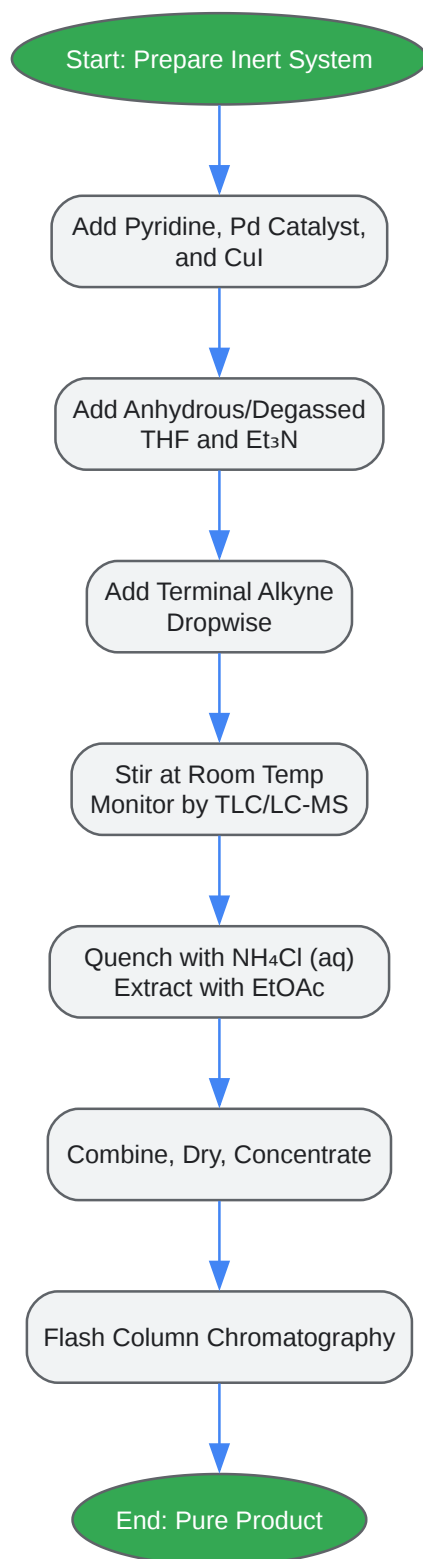 Start: Prepare Inert System
Add Pyridine, Pd Catalyst,
and CuI
Add Anhydrous/Degassed
THF and Et₃N
Add Terminal Alkyne
Dropwise
Stir at Room Temp
Monitor by TLC/LC-MS
Quench with NH₄Cl (aq)
Extract with EtOAc
Combine, Dry, Concentrate
Flash Column Chromatography
End: Pure Product